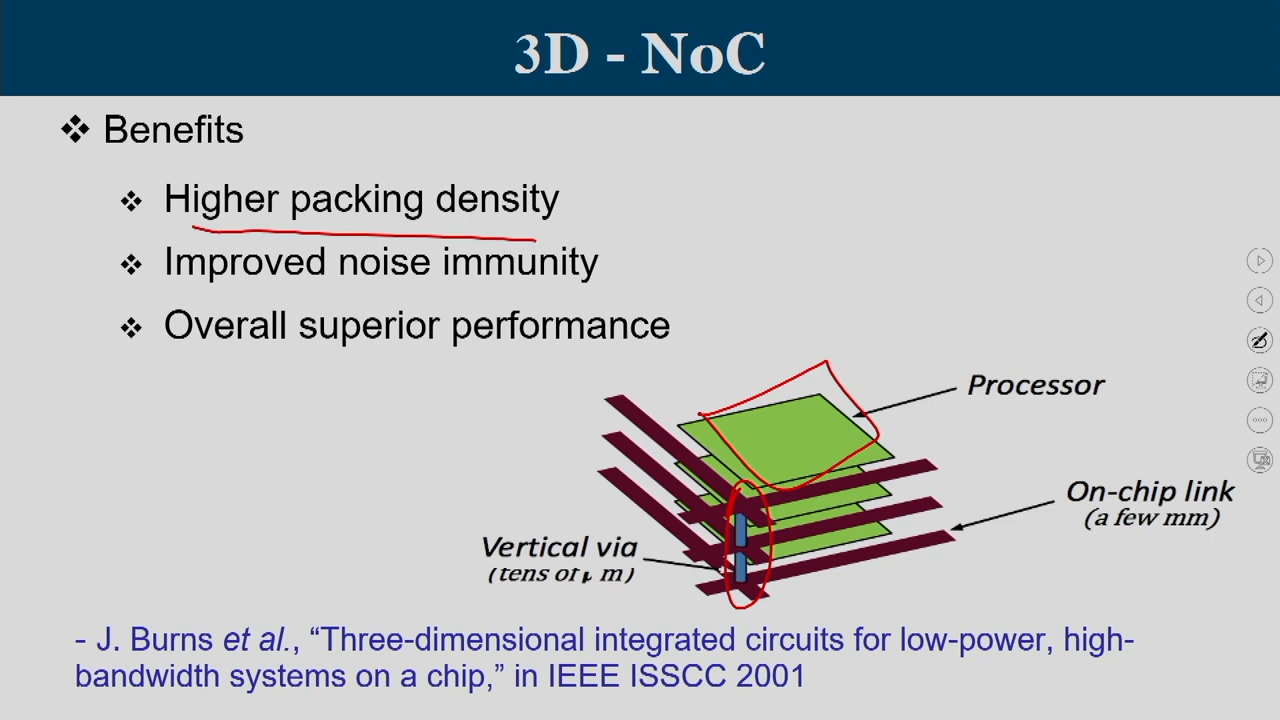 3D - NoC
❖ Benefits
❖ Higher packing density
❖ Improved noise immunity
❖ Overall superior performance
Processor
On-chip link
(a few mm)
Vertical via
(tens of μ m)
- J. Burns et al., “Three-dimensional integrated circuits for low-power, high-
bandwidth systems on a chip,” in IEEE ISSCC 2001